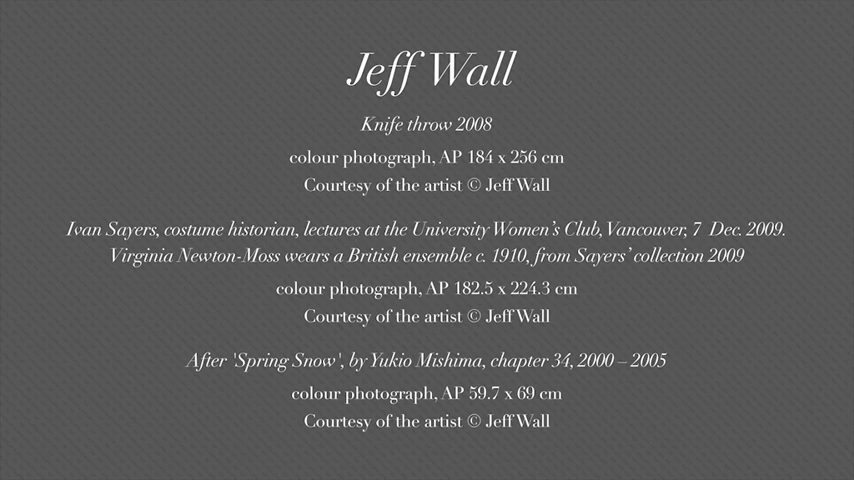 Jeff Wall
Knife throw 2008
colour photograph, AP 184 x 256 cm
Courtesy of the artist © Jeff Wall
Ivan Sayers, costume historian, lectures at the University Women’s Club, Vancouver, 7 Dec. 2009.
Virginia Newton-Moss wears a British ensemble c. 1910, from Sayers’ collection 2009
colour photograph, AP 182.5 x 224.3 cm
Courtesy of the artist © Jeff Wall
After 'Spring Snow', by Yukio Mishima, chapter 34, 2000 – 2005
colour photograph, AP 59.7 x 69 cm
Courtesy of the artist © Jeff Wall